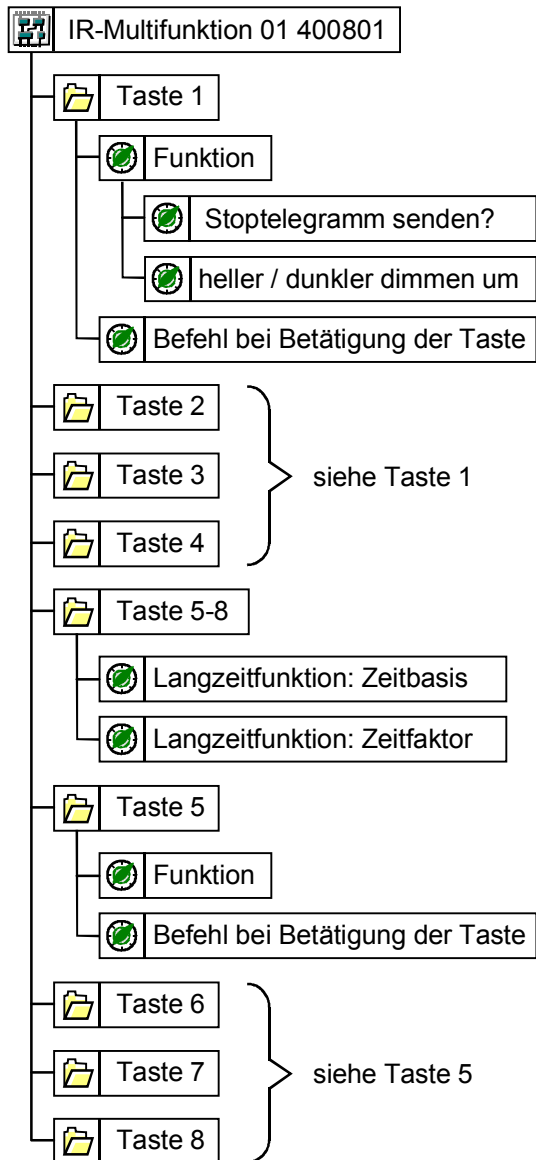 IR-Multifunktion 01 400801
Taste 1
Funktion
Stoptelegramm senden?
heller / dunkler dimmen um
Befehl bei Betätigung der Taste
Taste 2
Taste 3
siehe Taste 1
Taste 4
Taste 5-8
Langzeitfunktion: Zeitbasis
Langzeitfunktion: Zeitfaktor
Taste 5
Funktion
Befehl bei Betätigung der Taste
Taste 6
Taste 7
siehe Taste 5
Taste 8